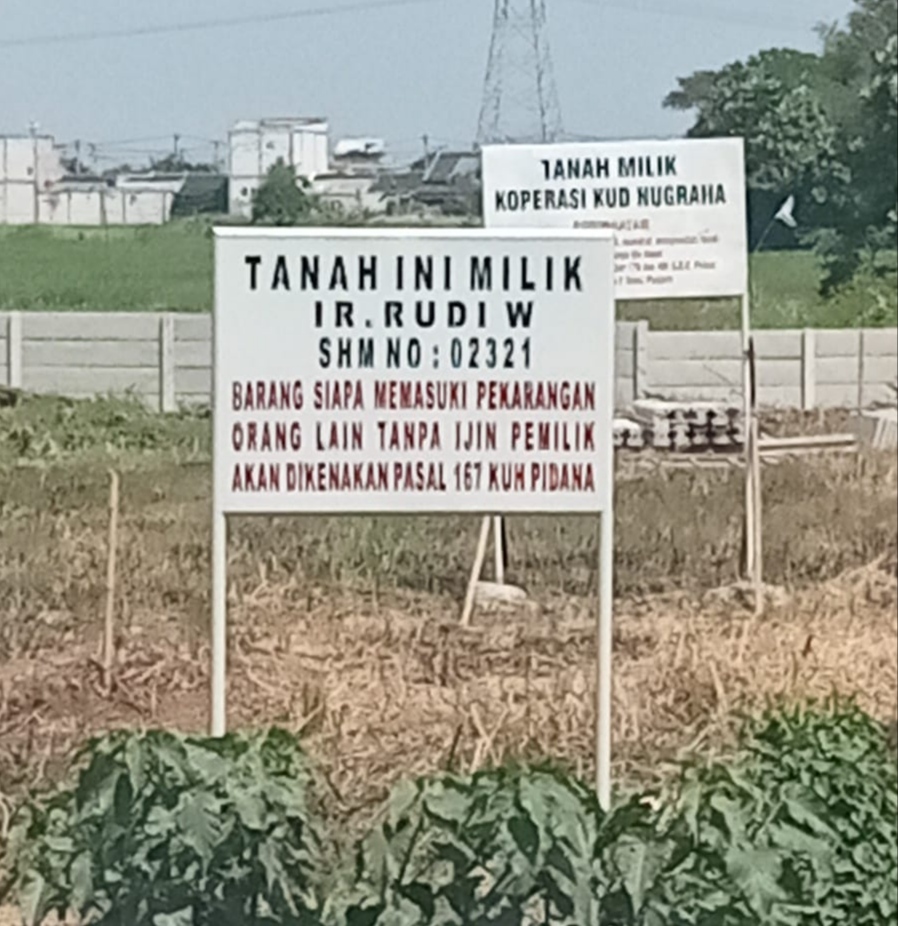 TANAH INI MILIK
IR. RUDI W
SHM NO : 02321
BARANG SIAPA MEMASUKI PEKARANGAN
ORANG LAIN TANPA IJIN PEMILIK
AKAN DIKENAKAN PASAL 167 KUH PIDANA
TANAH MILIK
KOPERASI KUD NUGRAHA